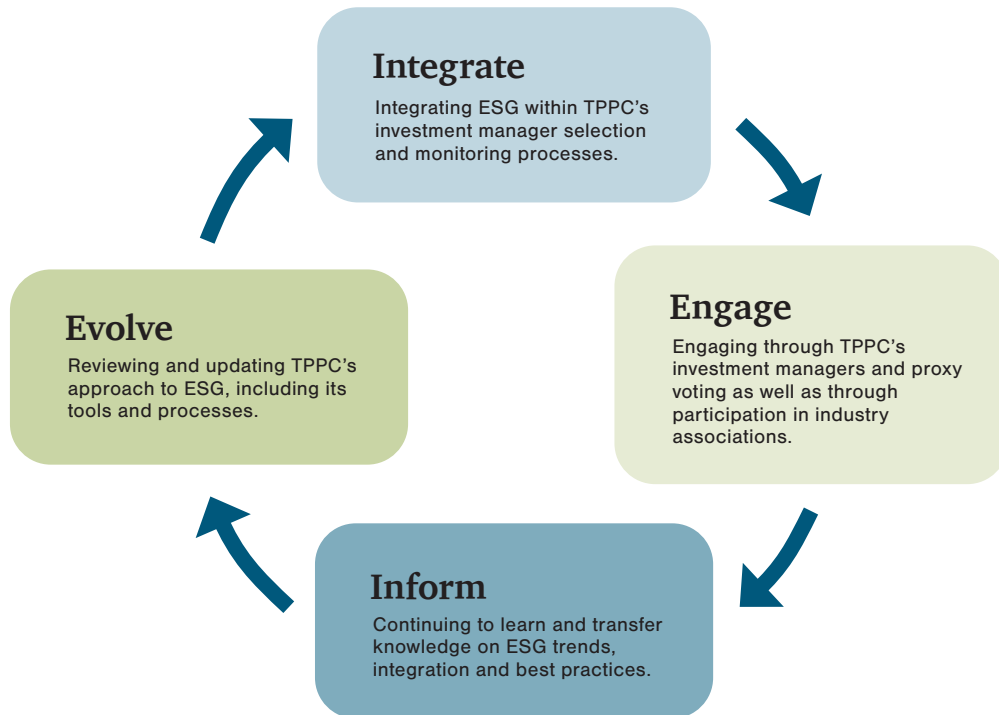 Integrate
Integrating ESG within TPPC's
investment manager selection
and monitoring processes.
Engage
Engaging through TPPC's
investment managers and proxy
voting as well as through
participation in industry
associations.
Inform
Continuing to learn and transfer
knowledge on ESG trends,
integration and best practices.
Evolve
Reviewing and updating TPPC's
approach to ESG, including its
tools and processes.